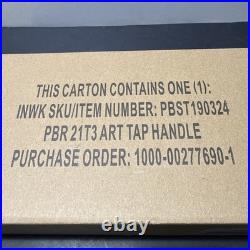 THIS CARTON CONTAINS ONE (1):
INWK SKU/ITEM NUMBER: PBST190324
PBR 21T3 ART TAP HANDLE
PURCHASE ORDER: 1000-00277690-1